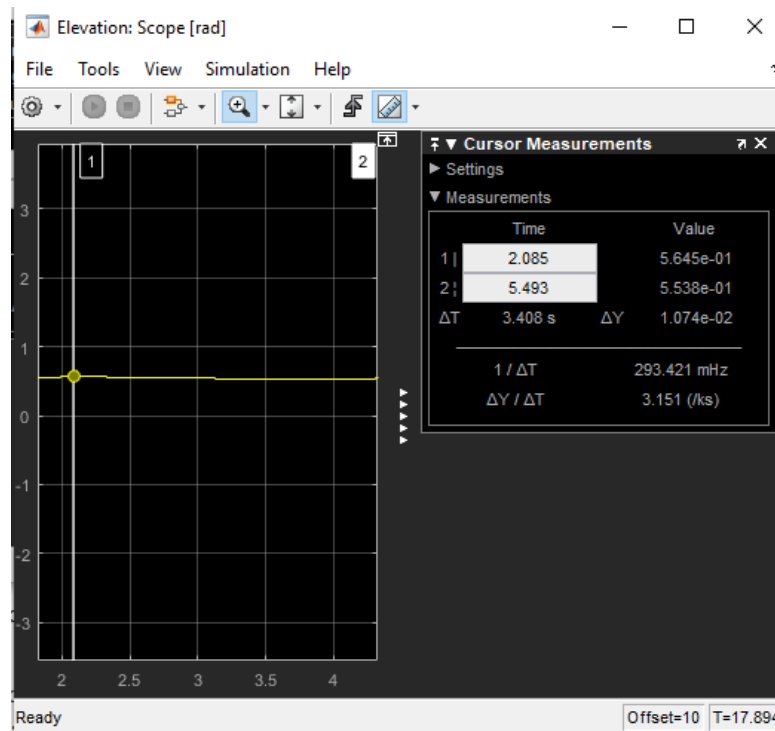 Elevation: Scope [rad]
File Tools View Simulation Help
1
2
3
2
1
0
-1
-2
-3
2 2.5 3 3.5 4
Cursor Measurements
Settings
Measurements
Time Value
1 | 2.085 5.645e-01
2 ¦ 5.493 5.538e-01
ΔT 3.408 s ΔY 1.074e-02
1 / ΔT 293.421 mHz
ΔY / ΔT 3.151 (/ks)
Ready Offset=10 T=17.894